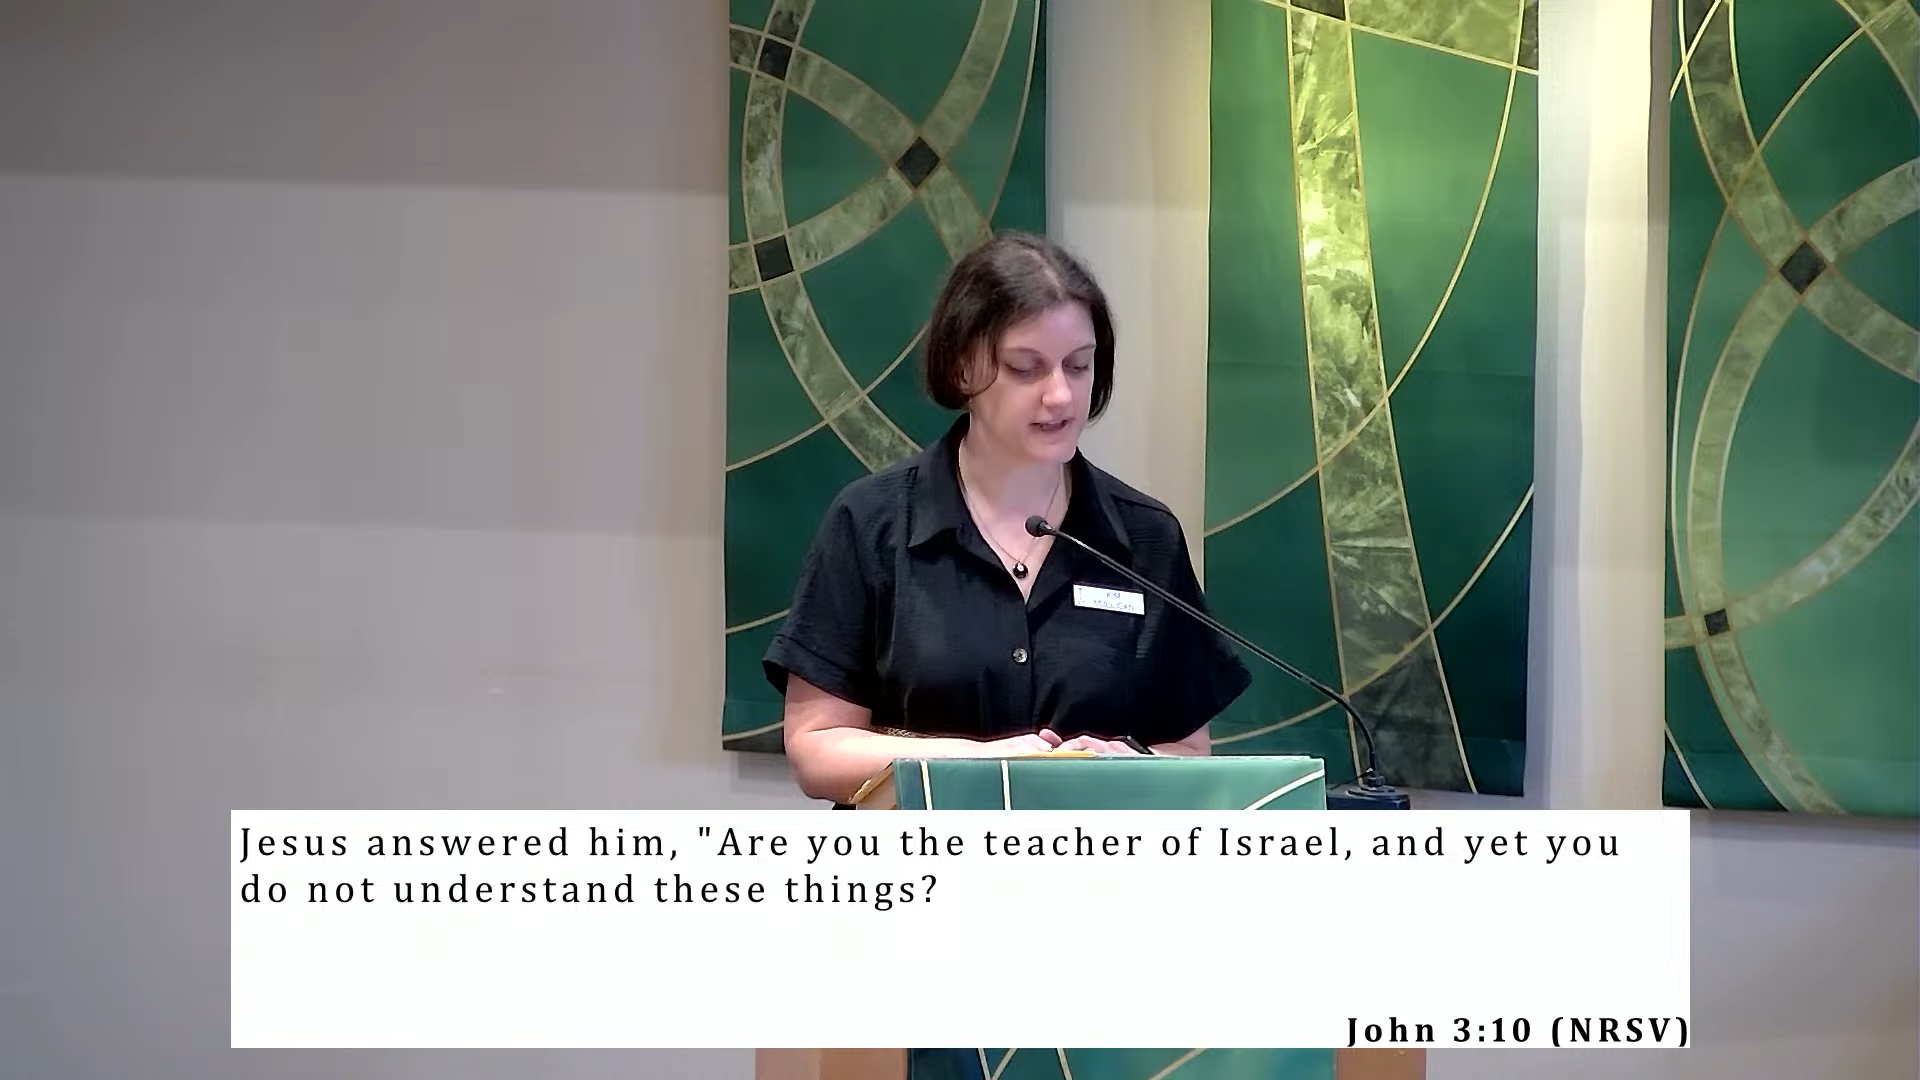 MULLIGAN
Jesus answered him, "Are you the teacher of Israel, and yet you
do not understand these things?
John 3:10 (NRSV)